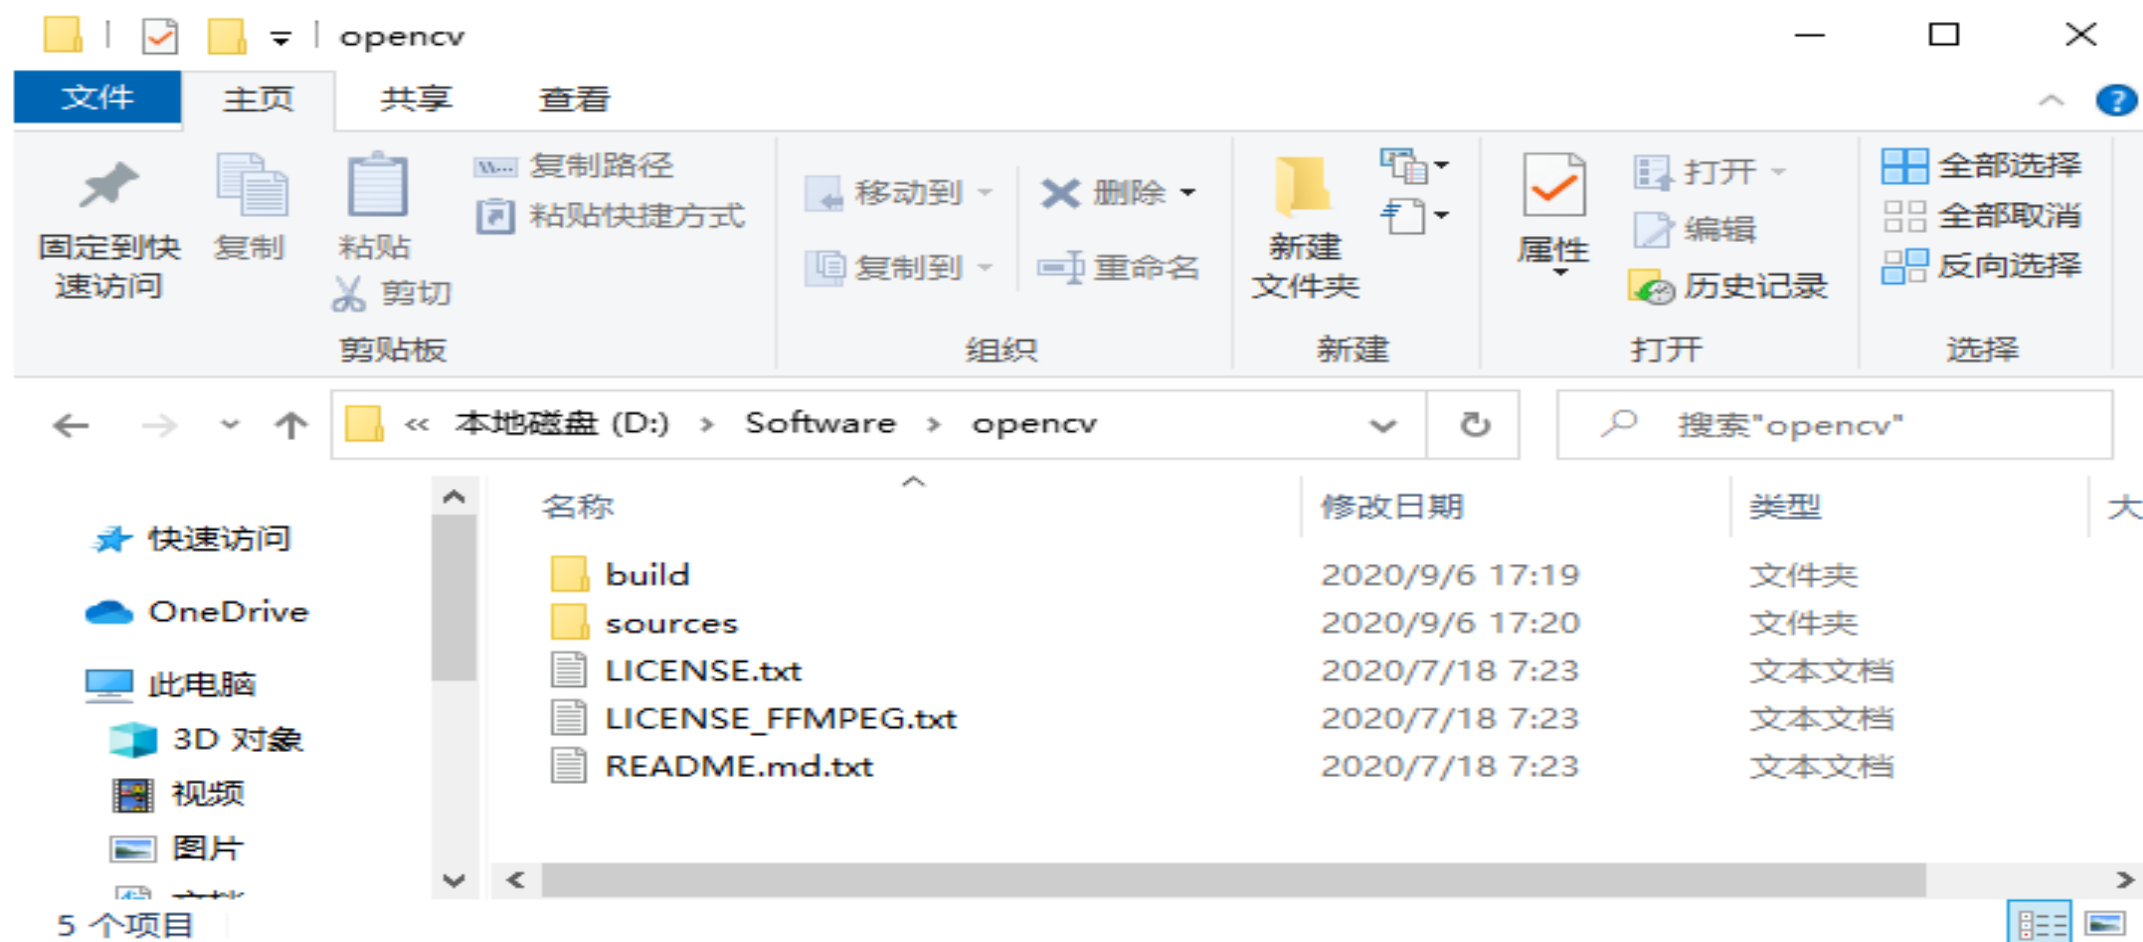 opencv
文件 主页 共享 查看
固定到快速访问
复制
粘贴
剪切
复制路径
粘贴快捷方式
剪贴板
移动到
复制到
删除
重命名
组织
新建
文件夹
新建
属性
打开
编辑
历史记录
打开
全部选择
全部取消
反向选择
选择
« 本地磁盘 (D:) > Software > opencv
搜索"opencv"
快速访问
OneDrive
此电脑
3D 对象
视频
图片
名称 修改日期 类型 大
build 2020/9/6 17:19 文件夹
sources 2020/9/6 17:20 文件夹
LICENSE.txt 2020/7/18 7:23 文本文档
LICENSE_FFMPEG.txt 2020/7/18 7:23 文本文档
README.md.txt 2020/7/18 7:23 文本文档
5 个项目